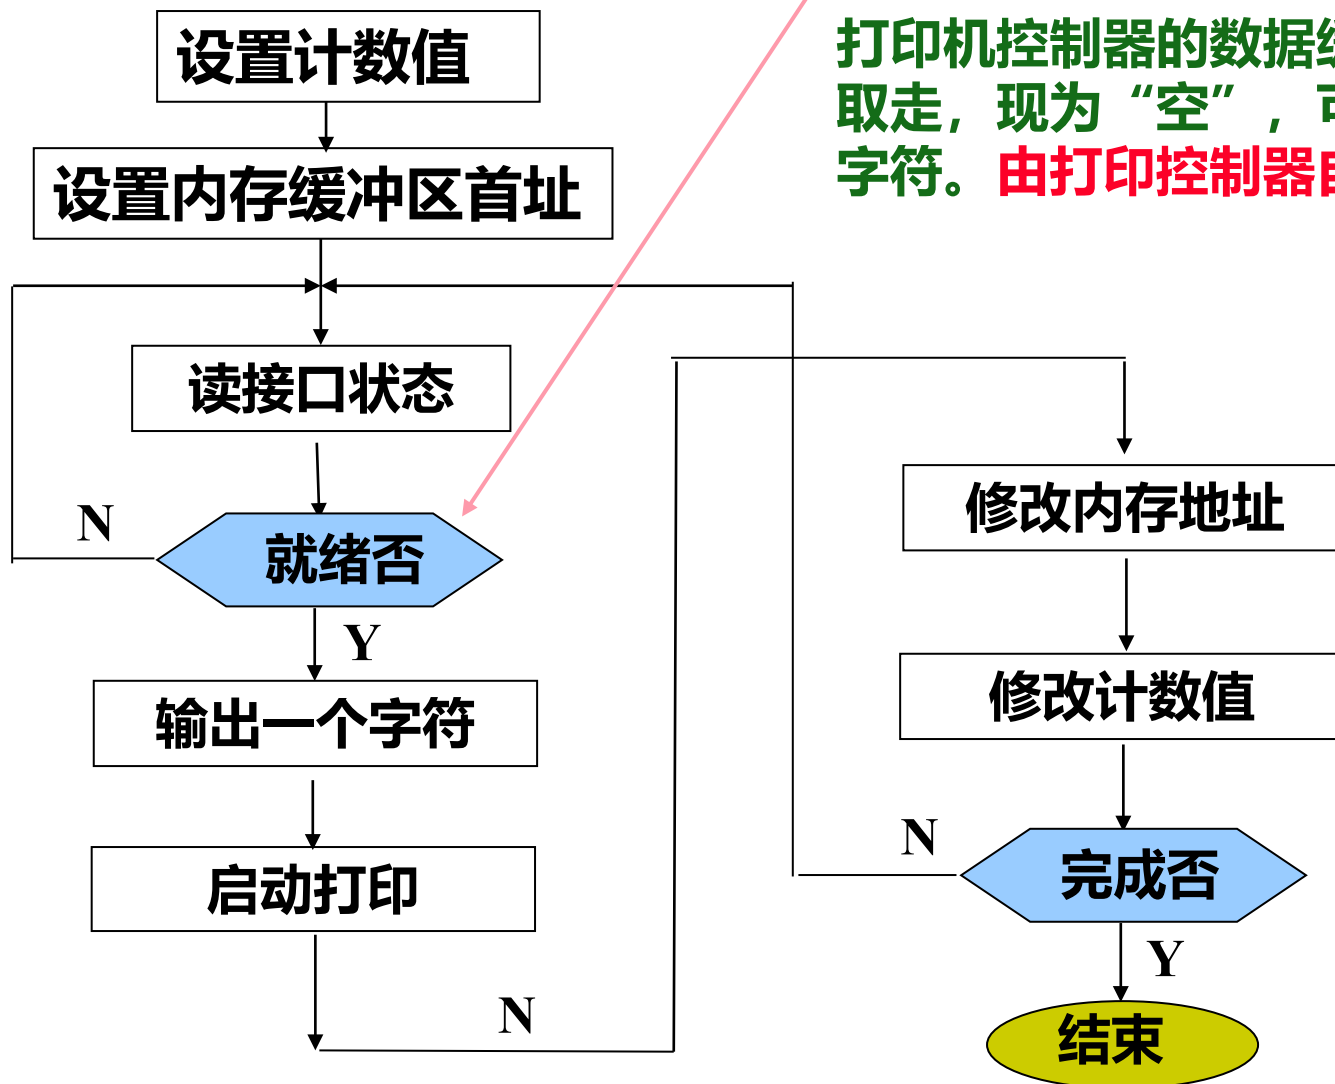 设置计数值
设置内存缓冲区首址
读接口状态
N
就绪否
Y
输出一个字符
启动打印
N
打印机控制器的数据
取走，现为“空”，
字符。由打印控制器
修改内存地址
修改计数值
N
完成否
Y
结束